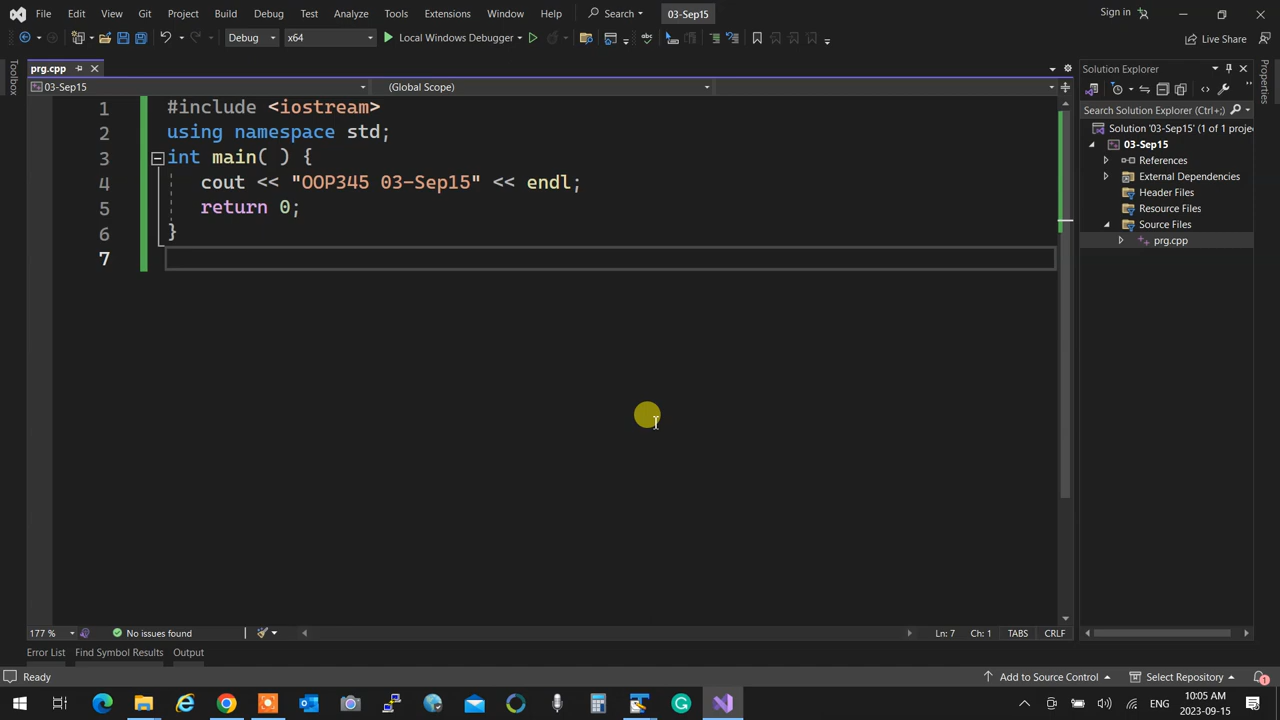 File Edit View Git Project Build Debug Test Analyze Tools Extensions Window Help Search 03-Sep15 Sign in
Debug x64 Local Windows Debugger Live Share
Toolbox
prg.cpp
03-Sep15 (Global Scope)
1 #include <iostream>
2 using namespace std;
3 int main( ) {
4 cout << "OOP345 03-Sep15" << endl;
5 return 0;
6 }
7
Solution Explorer
Search Solution Explorer (Ctrl+;)
Solution '03-Sep15' (1 of 1 proje
03-Sep15
References
External Dependencies
Header Files
Resource Files
Source Files
prg.cpp
Properties
177 % No issues found Ln: 7 Ch: 1 TABS CRLF
Error List Find Symbol Results Output
Ready Add to Source Control Select Repository 1
ENG 10:05 AM
2023-09-15